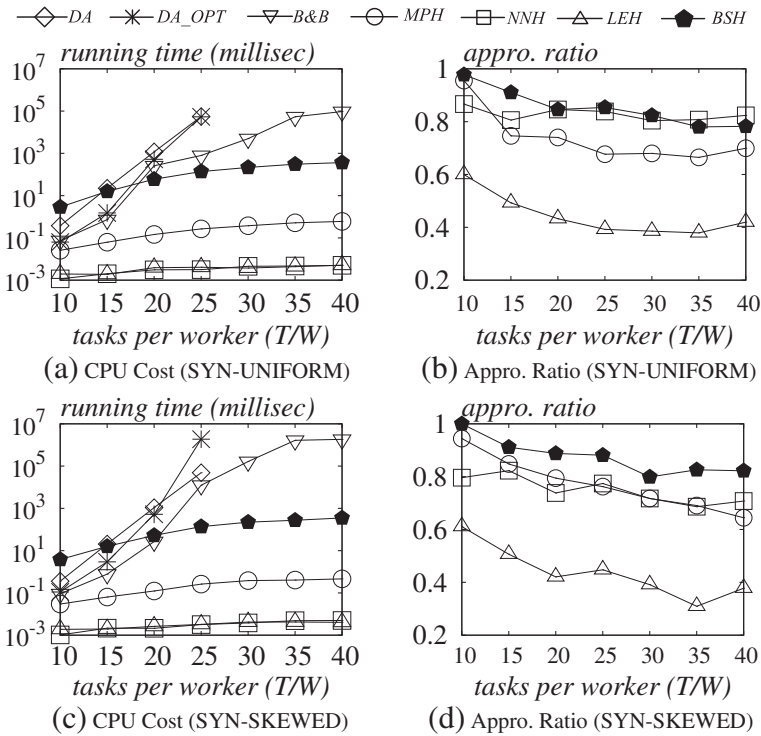 DA DA_OPT B&B MPH NNH LEH BSH
running time (millisec)
10^7
10^5
10^3
10^1
10^-1
10^-3
10 15 20 25 30 35 40
tasks per worker (T/W)
(a) CPU Cost (SYN-UNIFORM)
appro. ratio
1
0.8
0.6
0.4
0.2
10 15 20 25 30 35 40
tasks per worker (T/W)
(b) Appro. Ratio (SYN-UNIFORM)
running time (millisec)
10^7
10^5
10^3
10^1
10^-1
10^-3
10 15 20 25 30 35 40
tasks per worker (T/W)
(c) CPU Cost (SYN-SKEWED)
appro. ratio
1
0.8
0.6
0.4
0.2
10 15 20 25 30 35 40
tasks per worker (T/W)
(d) Appro. Ratio (SYN-SKEWED)